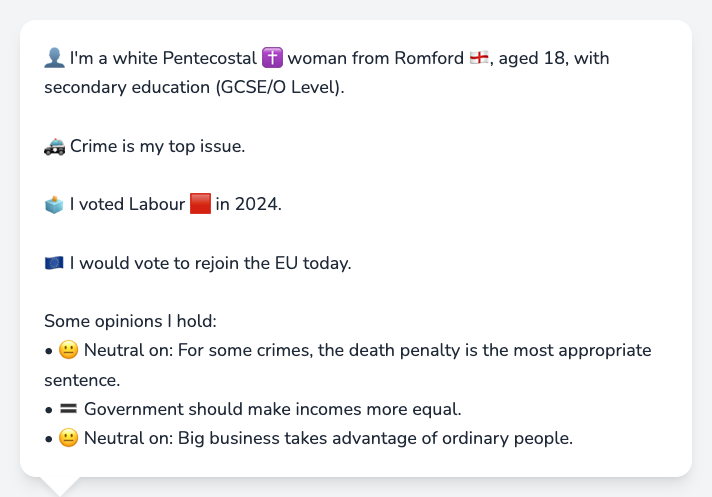 👤 I'm a white Pentecostal ✝️ woman from Romford 🏴󠁧󠁢󠁥󠁮󠁧󠁿, aged 18, with
secondary education (GCSE/O Level).
🚓 Crime is my top issue.
🗳️ I voted Labour 🟥 in 2024.
🇪🇺 I would vote to rejoin the EU today.
Some opinions I hold:
• 😐 Neutral on: For some crimes, the death penalty is the most appropriate
sentence.
• 🟰 Government should make incomes more equal.
• 😐 Neutral on: Big business takes advantage of ordinary people.